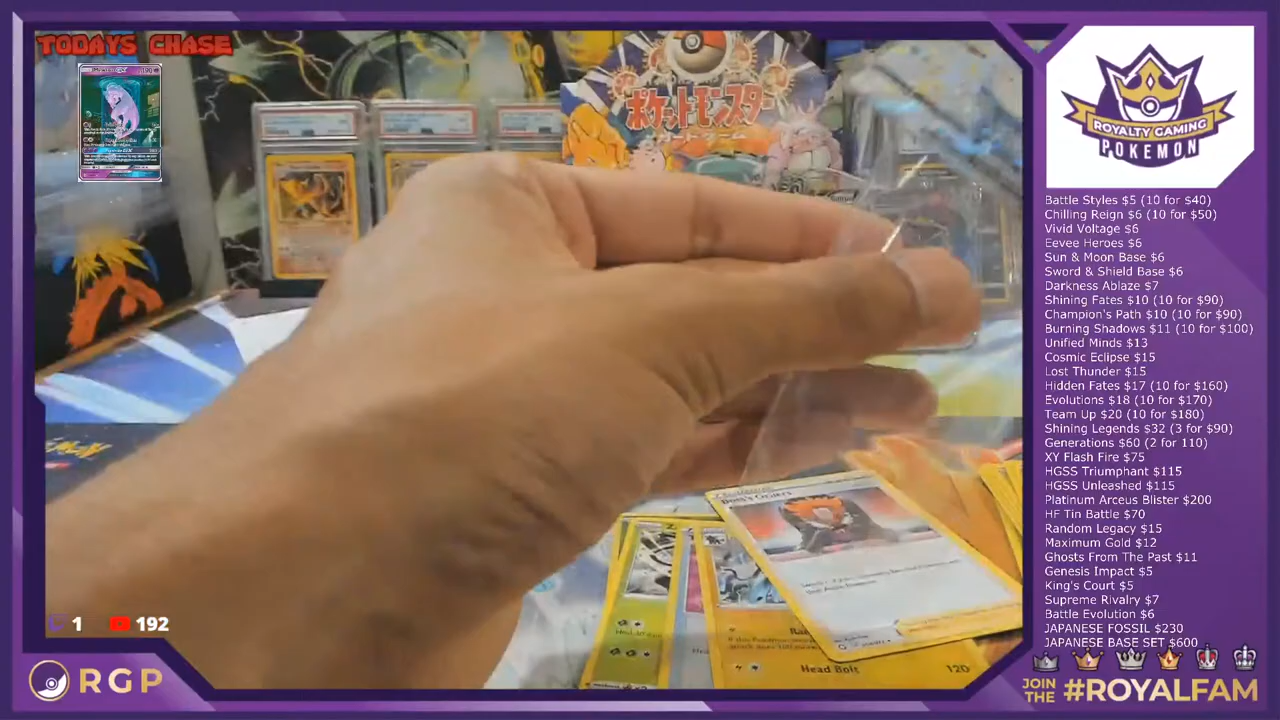 TODAYS CHASE
ポケットモンスター
ROYALTY GAMING
POKEMON
Battle Styles $5 (10 for $40)
Chilling Reign $6 (10 for $50)
Vivid Voltage $6
Eevee Heroes $6
Sun & Moon Base $6
Sword & Shield Base $6
Darkness Ablaze $7
Shining Fates $10 (10 for $90)
Champion's Path $10 (10 for $90)
Burning Shadows $11 (10 for $100)
Unified Minds $13
Cosmic Eclipse $15
Lost Thunder $15
Hidden Fates $17 (10 for $160)
Evolutions $18 (10 for $170)
Team Up $20 (10 for $180)
Shining Legends $32 (3 for $90)
Generations $60 (2 for 110)
XY Flash Fire $75
HGSS Triumphant $115
HGSS Unleashed $115
Platinum Arceus Blister $200
HF Tin Battle $70
Random Legacy $15
Maximum Gold $12
Ghosts From The Past $11
Genesis Impact $5
King's Court $5
Supreme Rivalry $7
Battle Evolution $6
JAPANESE FOSSIL $230
JAPANESE BASE SET $600
Head Bolt 120
1 192
RGP
JOIN THE #ROYALFAM